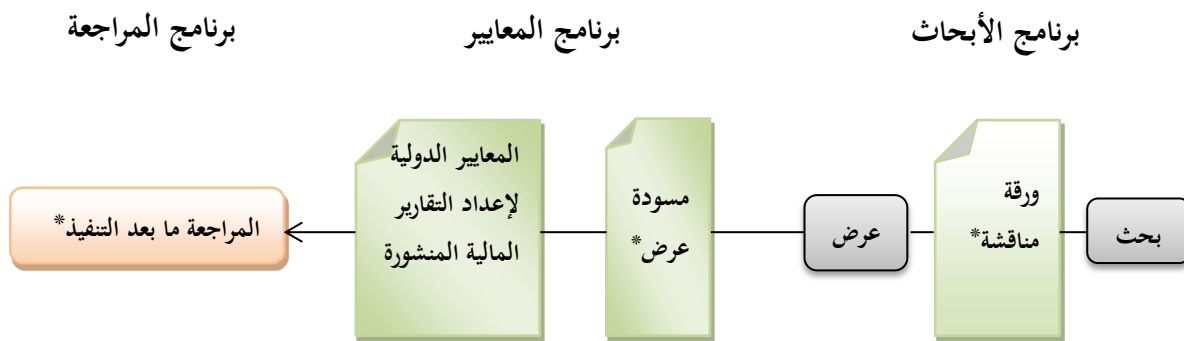 برنامج الأبحاث
برنامج المعايير
برنامج المراجعة
بحث
ورقة
مناقشة*
عرض
مسودة
عرض*
المعايير الدولية
لإعداد التقارير
المالية المنشورة
المراجعة ما بعد التنفيذ*